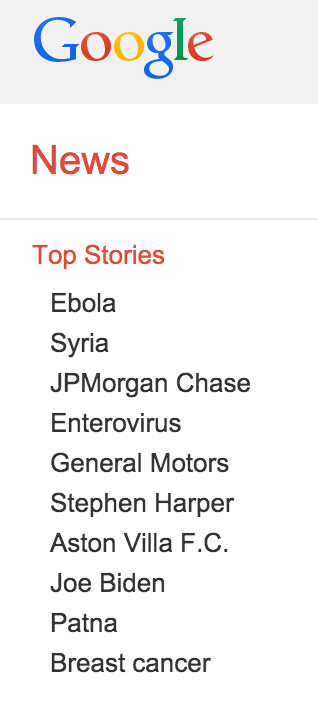 Google
News
Top Stories
Ebola
Syria
JPMorgan Chase
Enterovirus
General Motors
Stephen Harper
Aston Villa F.C.
Joe Biden
Patna
Breast cancer